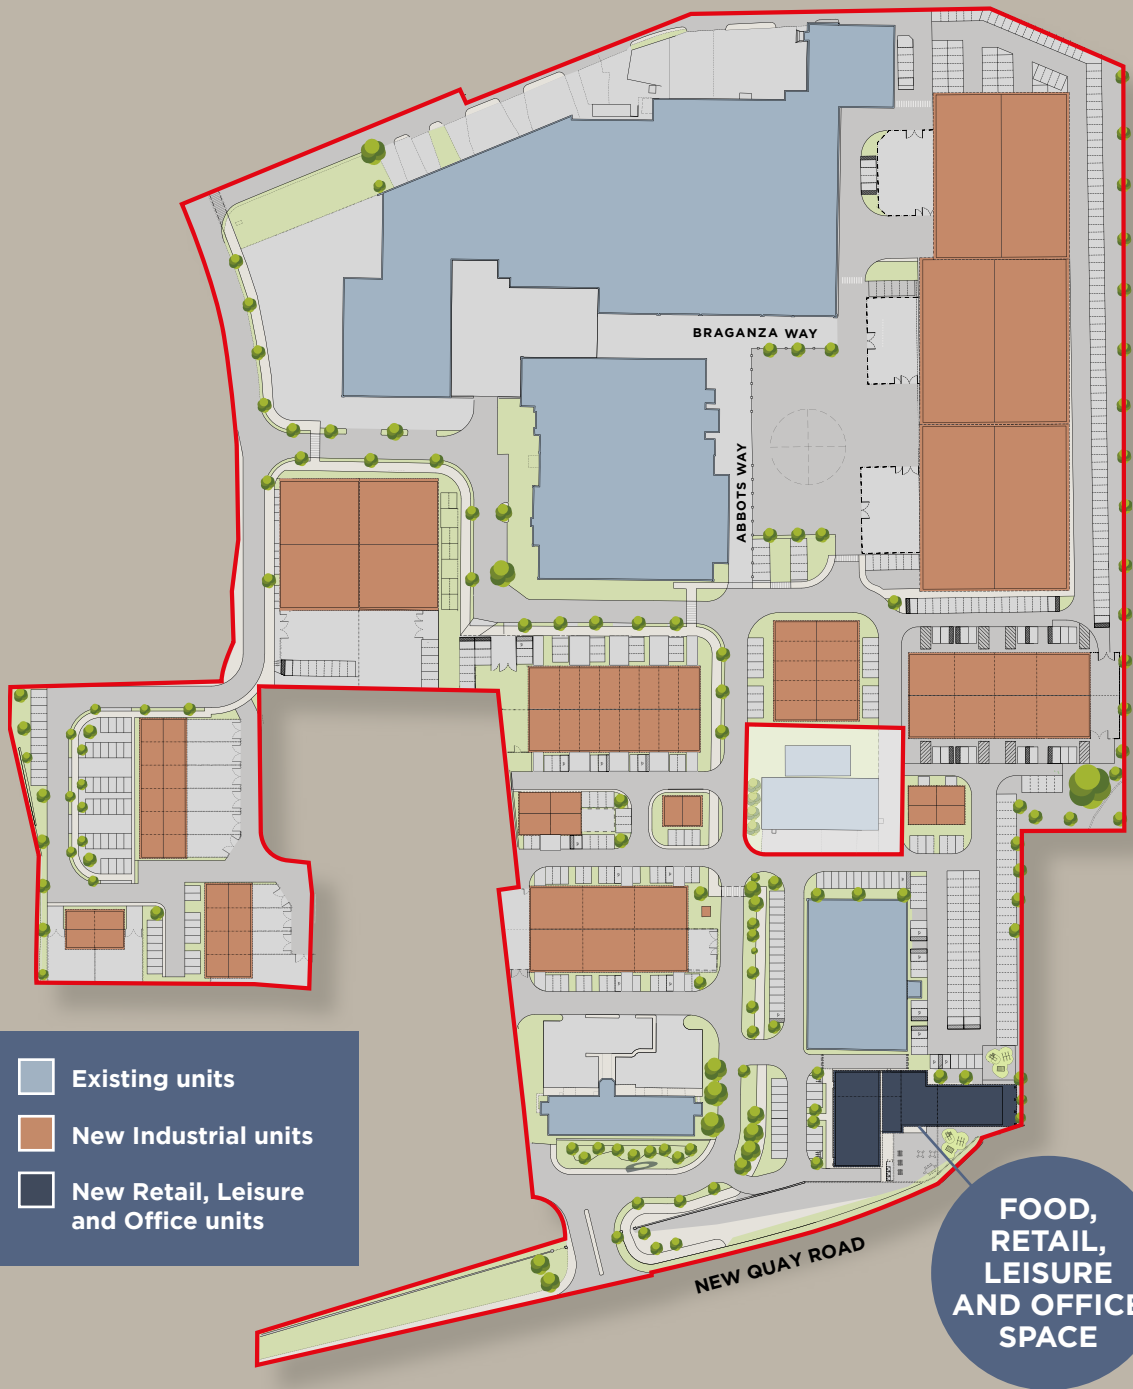 BRAGANZA WAY
ABBOTS WAY
Existing units
New Industrial units
New Retail, Leisure
and Office units
NEW QUAY ROAD
FOOD,
RETAIL,
LEISURE
AND OFFICE
SPACE